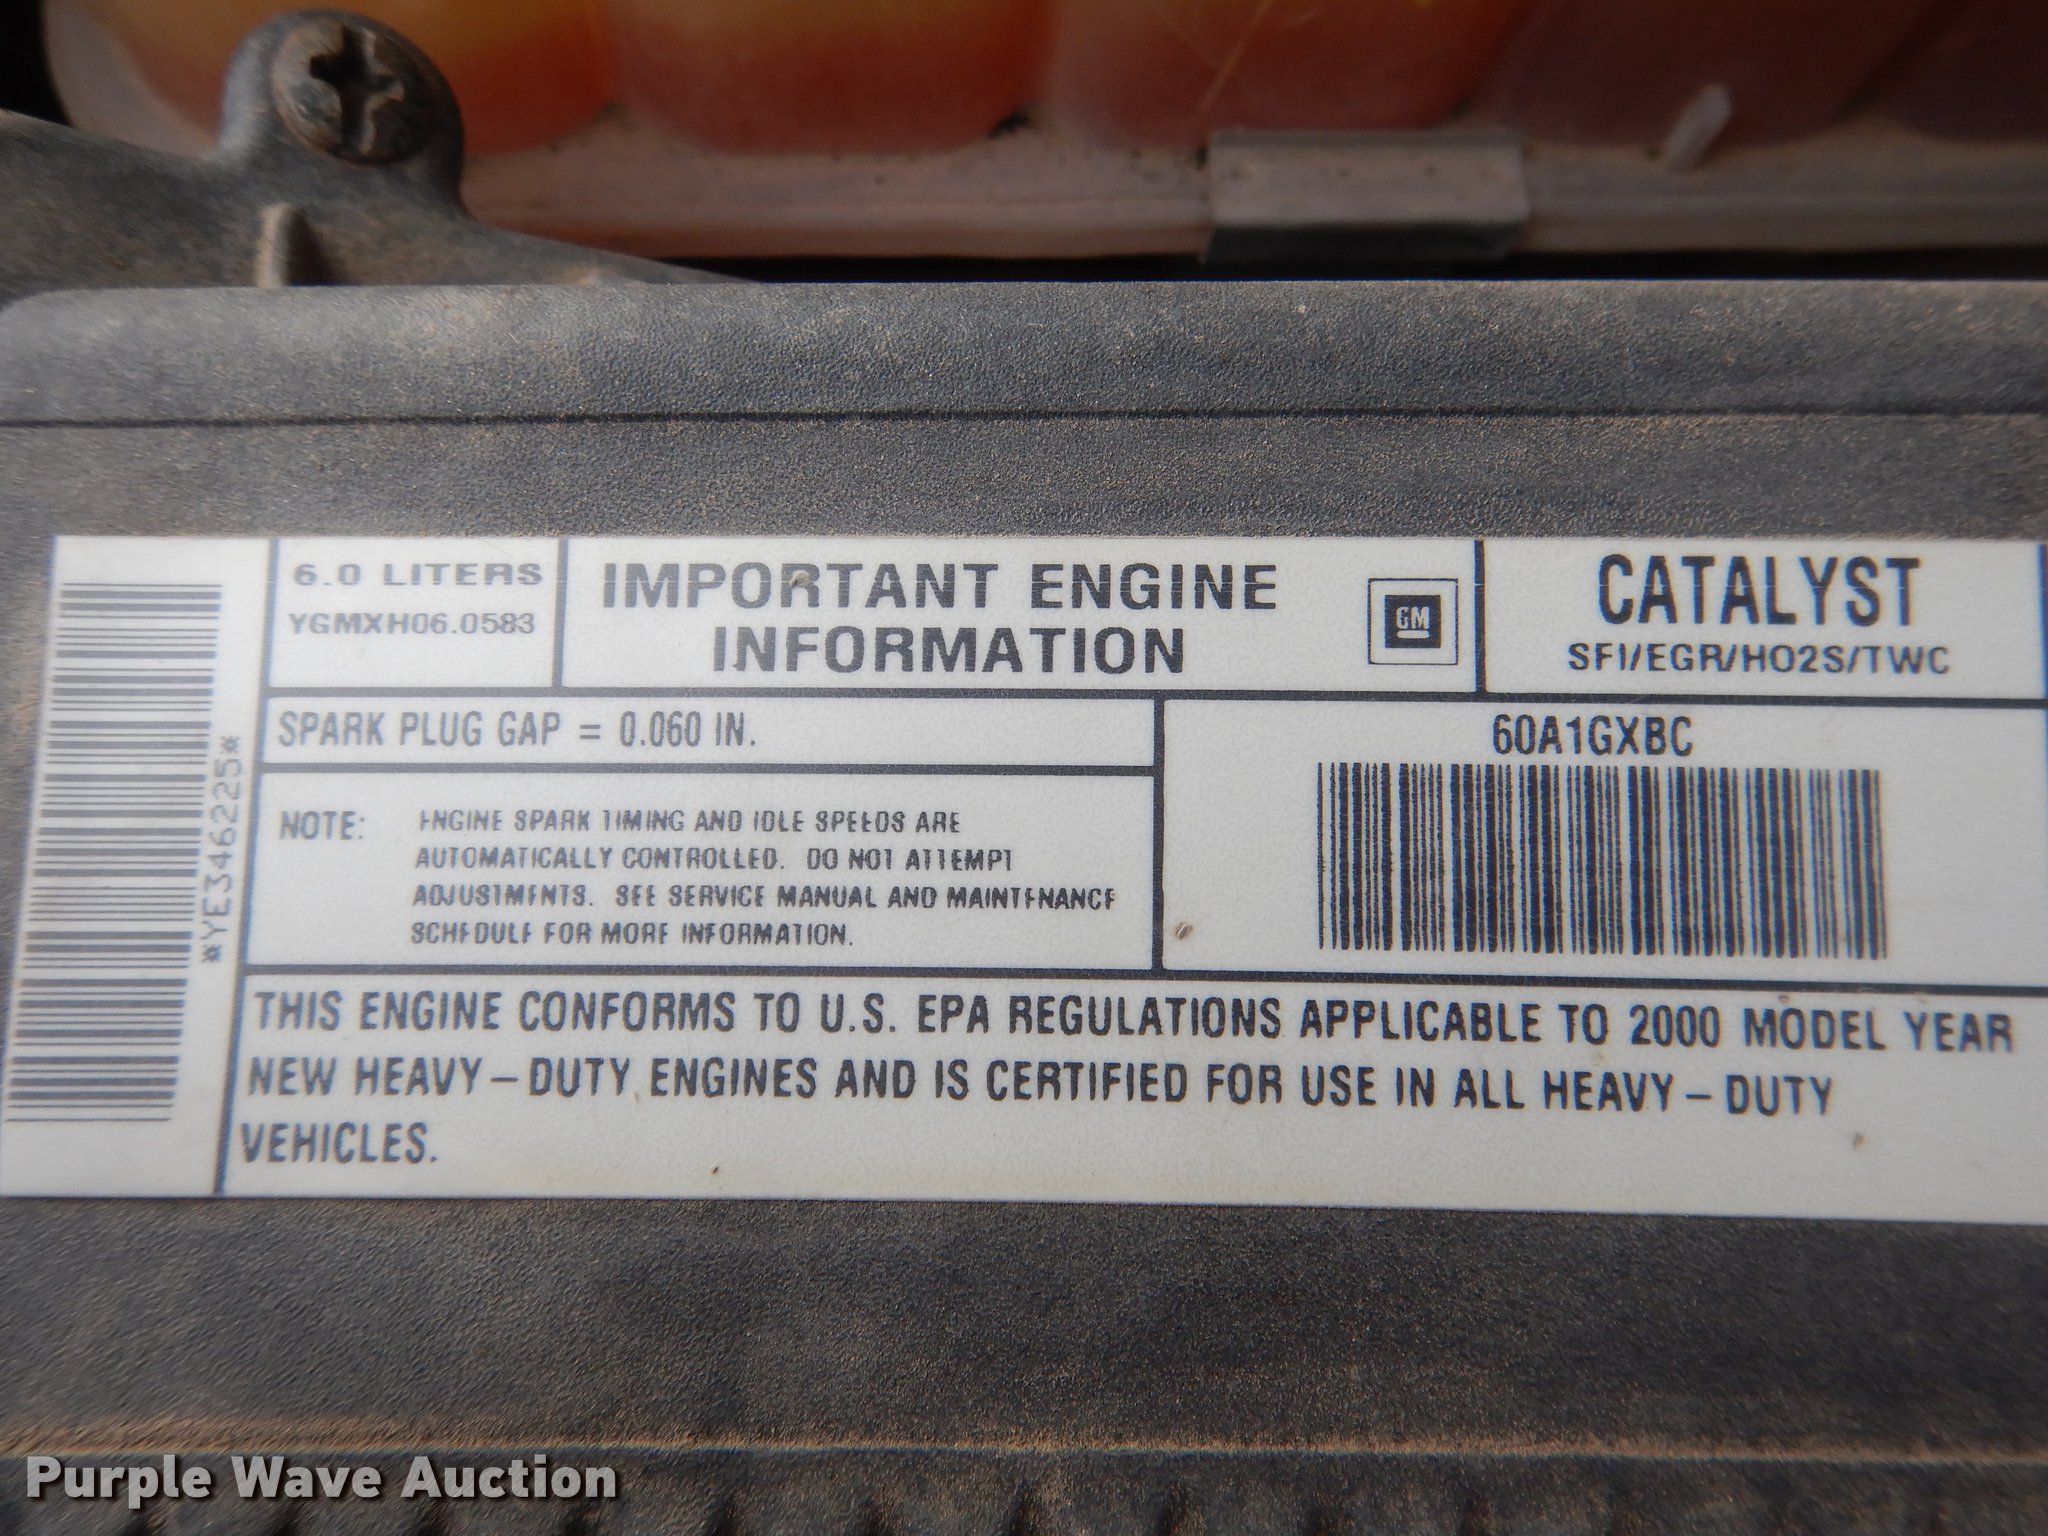 *YE346225*
6.0 LITERS
YGMXH06.0583
IMPORTANT ENGINE
INFORMATION
GM
CATALYST
SFI/EGR/HO2S/TWC
SPARK PLUG GAP = 0.060 IN.
60A1GXBC
NOTE: ENGINE SPARK TIMING AND IDLE SPEEDS ARE
AUTOMATICALLY CONTROLLED. DO NOT ATTEMPT
ADJUSTMENTS. SEE SERVICE MANUAL AND MAINTENANCE
SCHEDULE FOR MORE INFORMATION.
THIS ENGINE CONFORMS TO U.S. EPA REGULATIONS APPLICABLE TO 2000 MODEL YEAR
NEW HEAVY-DUTY ENGINES AND IS CERTIFIED FOR USE IN ALL HEAVY-DUTY
VEHICLES.
Purple Wave Auction